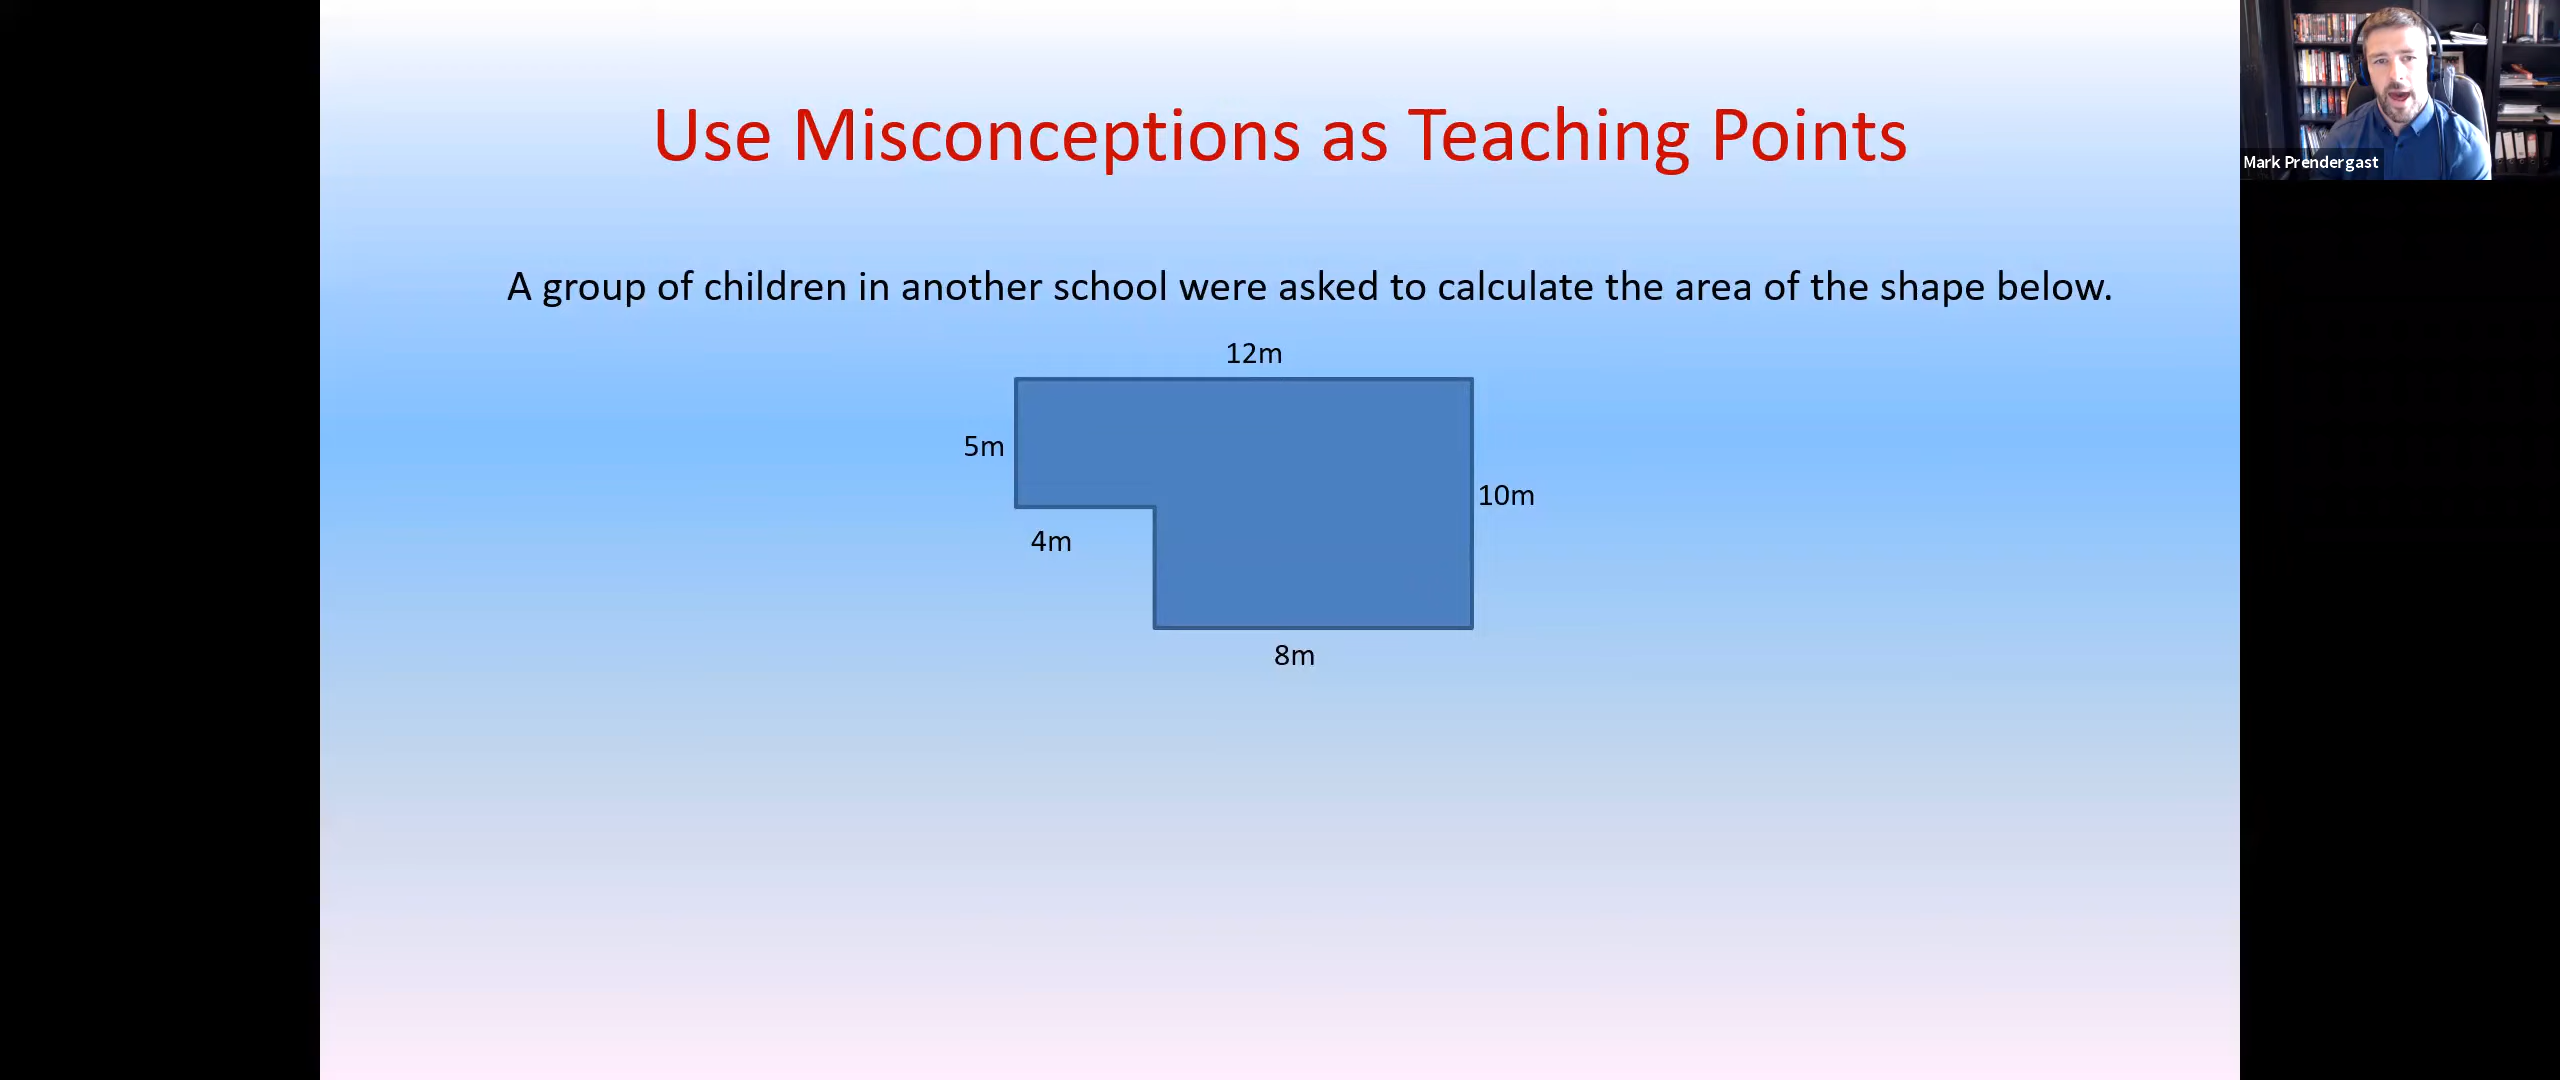 Use Misconceptions as Teaching Points
Mark Prendergast
A group of children in another school were asked to calculate the area of the shape below.
12m
5m
10m
4m
8m